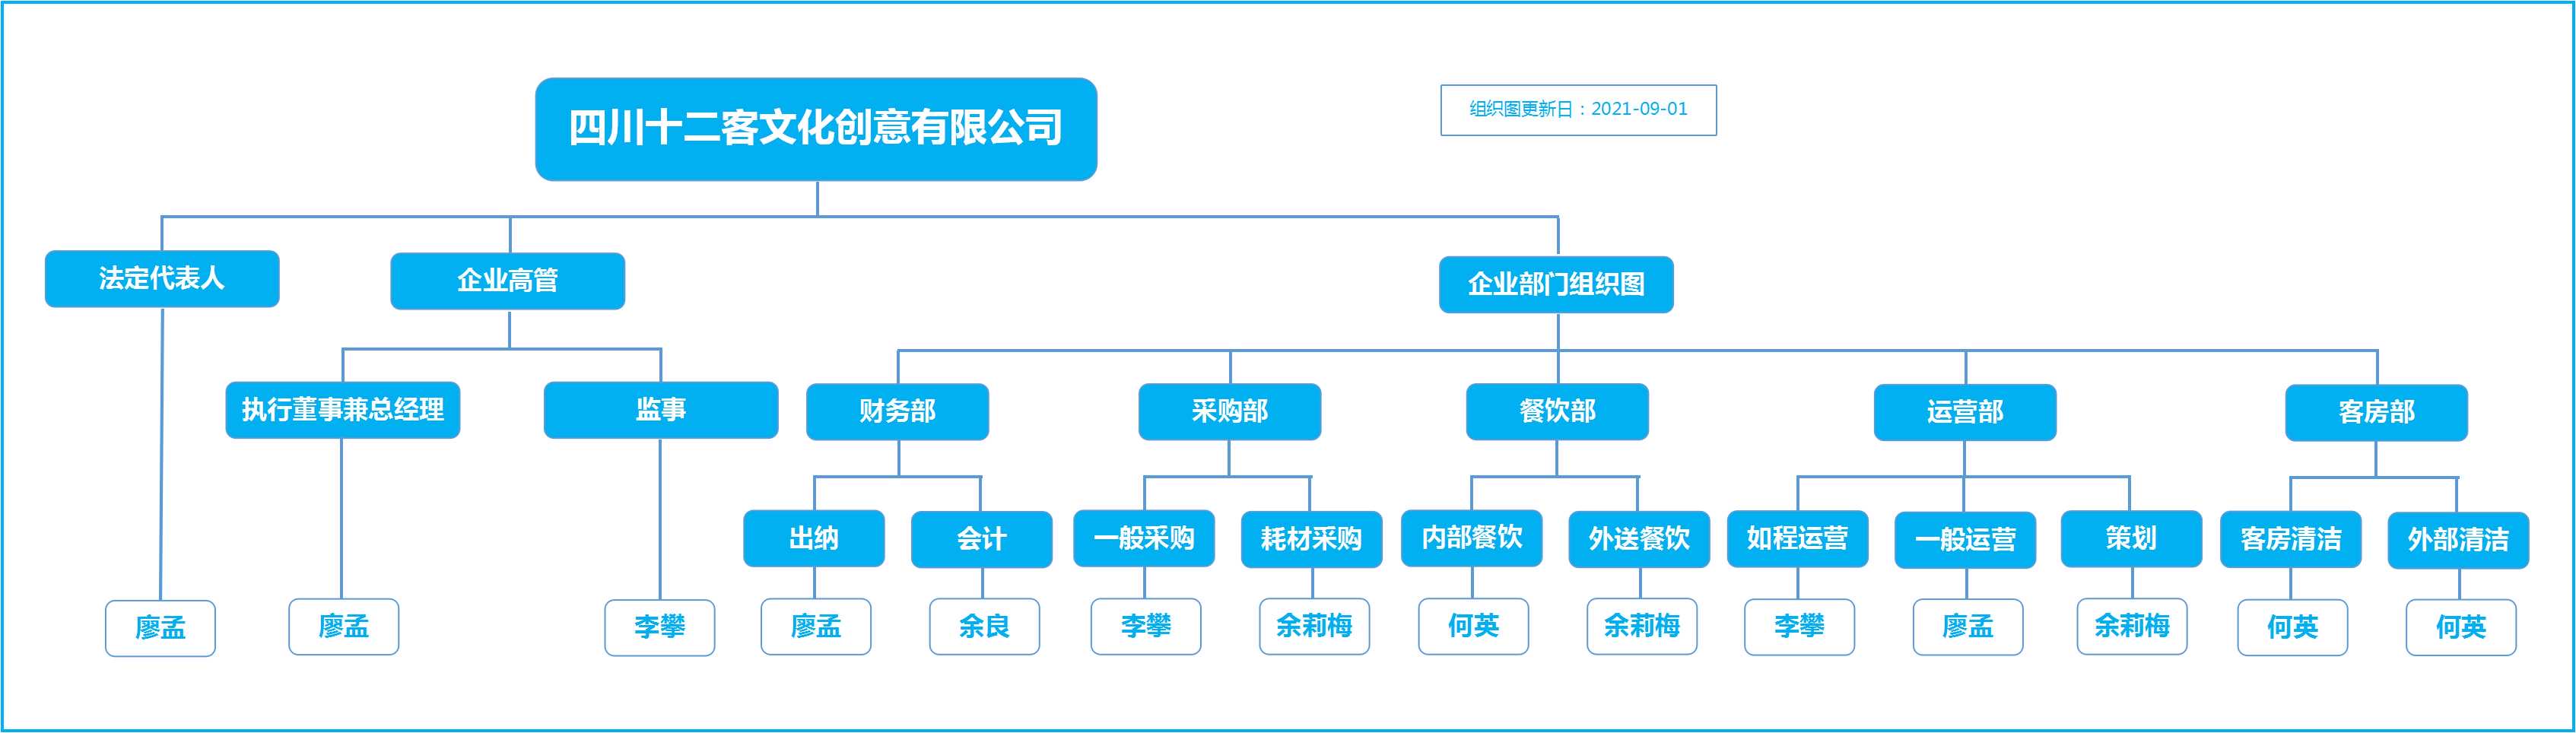 四川十二客文化创意有限公司
组织图更新日：2021-09-01
法定代表人
企业高管
企业部门组织图
执行董事兼总经理
监事
财务部
采购部
餐饮部
运营部
客房部
出纳
会计
一般采购
耗材采购
内部餐饮
外送餐饮
如程运营
一般运营
策划
客房清洁
外部清洁
廖孟
廖孟
李攀
廖孟
余良
李攀
余莉梅
何英
余莉梅
李攀
廖孟
余莉梅
何英
何英